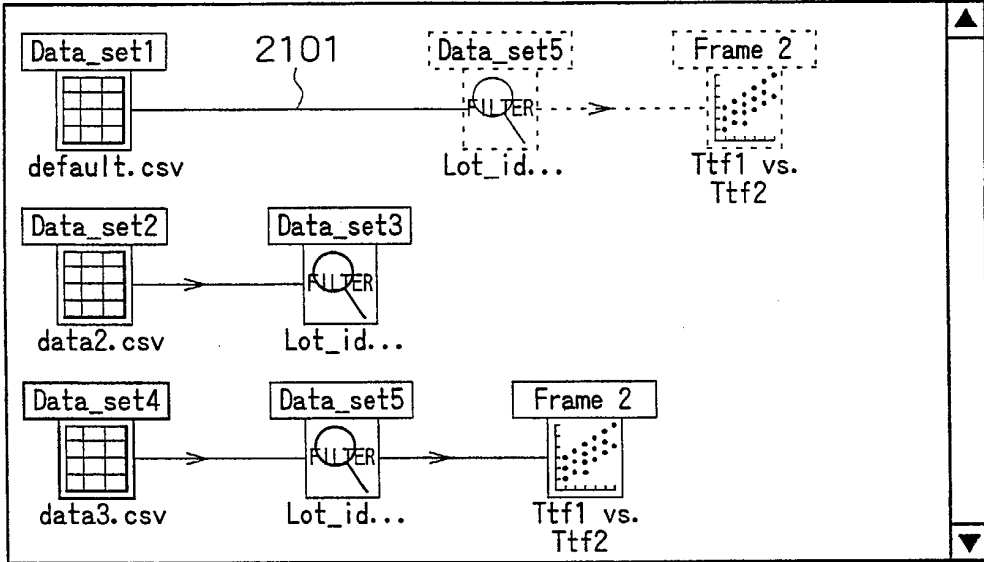 Data_set1
2101
Data_set5
Frame 2
FILTER
default.csv
Lot_id...
Ttf1 vs.
Ttf2
Data_set2
Data_set3
FILTER
data2.csv
Lot_id...
Data_set4
Data_set5
Frame 2
FILTER
data3.csv
Lot_id...
Ttf1 vs.
Ttf2